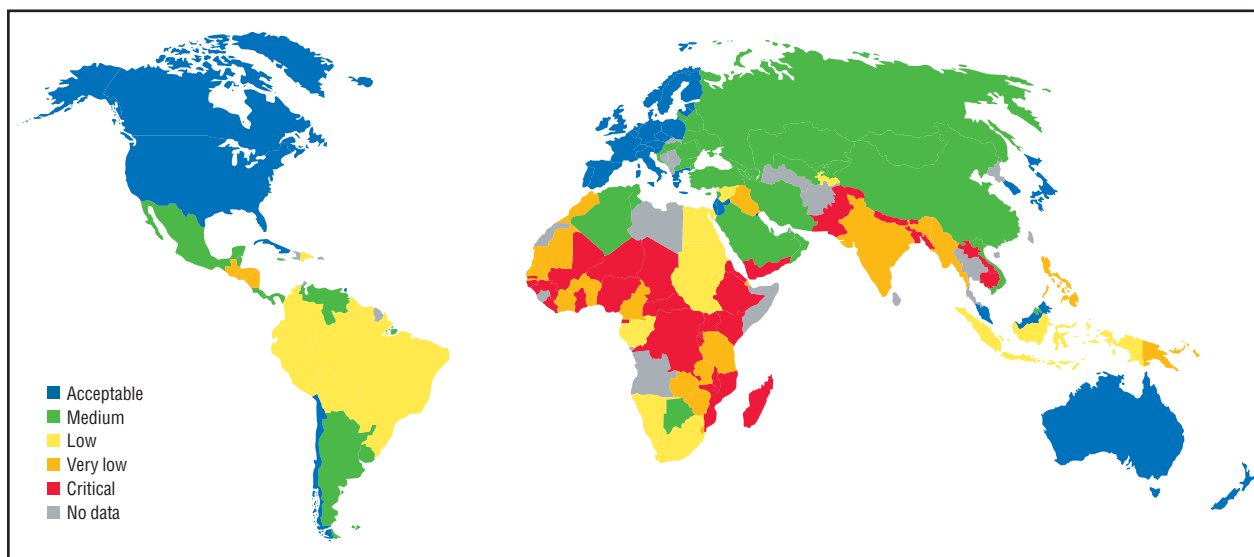 Acceptable
Medium
Low
Very low
Critical
No data